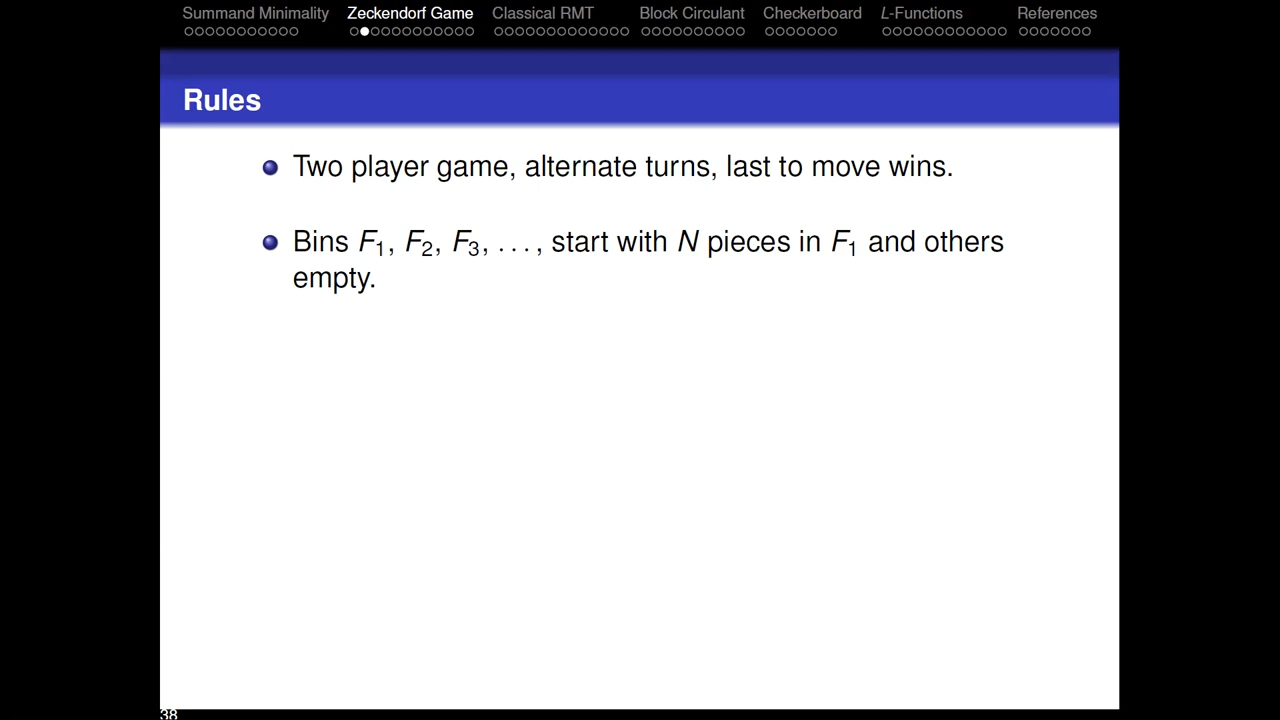 Summand Minimality Zeckendorf Game Classical RMT Block Circulant Checkerboard L-Functions References
Rules
Two player game, alternate turns, last to move wins.
Bins F₁, F₂, F₃, . . . , start with N pieces in F₁ and others
empty.
38